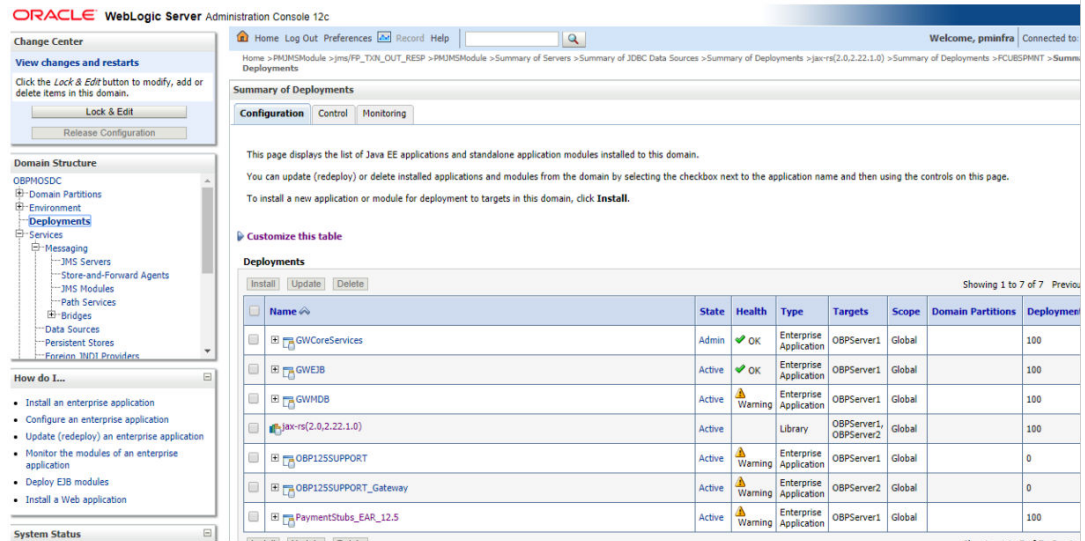 ORACLE WebLogic Server Administration Console 12c
Change Center
View changes and restarts
Click the Lock & Edit button to modify, add or
delete items in this domain.
Lock & Edit
Release Configuration
Domain Structure
OBPMOSDC
Domain Partitions
Environment
Deployments
Services
Messaging
JMS Servers
Store-and-Forward Agents
JMS Modules
Path Services
Bridges
Data Sources
Persistent Stores
Foreign JNDI Providers
How do I...
Install an enterprise application
Configure an enterprise application
Update (redeploy) an enterprise application
Monitor the modules of an enterprise
application
Deploy EJB modules
Install a Web application
System Status
Home Log Out Preferences Record Help
Welcome, pminfra Connected to:
Home >PMJMSModule >jms/FP_TXN_OUT_RESP >PMJMSModule >Summary of Servers >Summary of JDBC Data Sources >Summary of Deployments >jax-rs(2.0,2.22.1.0) >Summary of Deployments >FCUBSPMNT >Summa
Deployments
Summary of Deployments
Configuration Control Monitoring
This page displays the list of Java EE applications and standalone application modules installed to this domain.
You can update (redeploy) or delete installed applications and modules from the domain by selecting the checkbox next to the application name and then using the controls on this page.
To install a new application or module for deployment to targets in this domain, click Install.
Customize this table
Deployments
Install Update Delete
Showing 1 to 7 of 7 Previou
Name State Health Type Targets Scope Domain Partitions Deployment
GWCoreServices Admin OK Enterprise Application OBPServer1 Global 100
GWEJB Active OK Enterprise Application OBPServer1 Global 100
GWMDB Active Warning Enterprise Application OBPServer1 Global 100
jax-rs(2.0,2.22.1.0) Active Library OBPServer1, OBPServer2 Global 100
OBP125SUPPORT Active Warning Enterprise Application OBPServer1 Global 0
OBP125SUPPORT_Gateway Active Warning Enterprise Application OBPServer2 Global 0
PaymentStubs_EAR_12.5 Active Warning Enterprise Application OBPServer1 Global 100